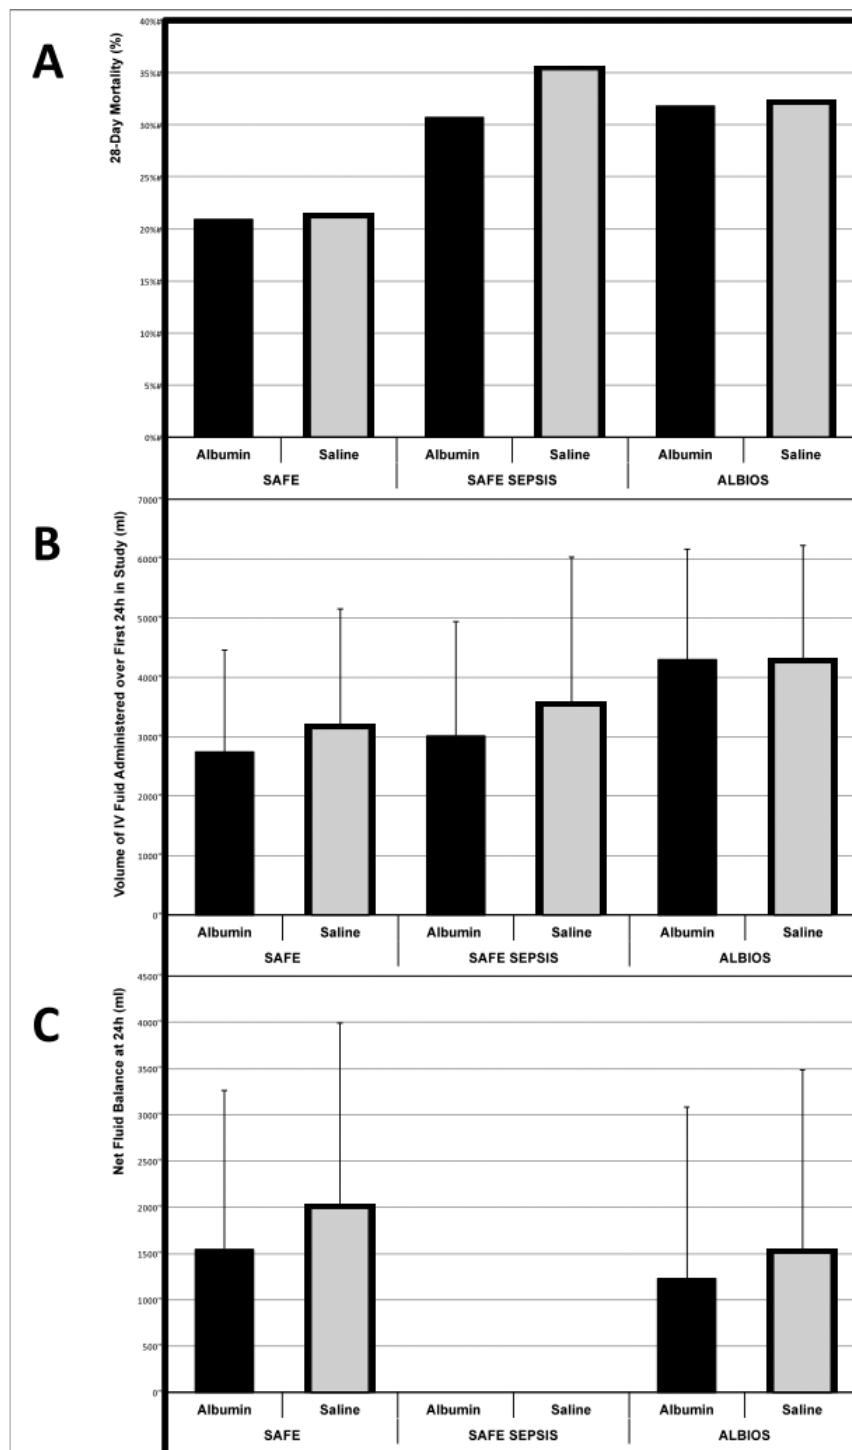 A
28-Day Mortality (%)
40%#
35%#
30%#
25%#
20%#
15%#
10%#
5%#
0%#
Albumin Saline Albumin Saline Albumin Saline
SAFE SAFE SEPSIS ALBIOS
B
Volume of IV Fuid Administered over First 24h in Study (ml)
7000"
6000"
5000"
4000"
3000"
2000"
1000"
0"
Albumin Saline Albumin Saline Albumin Saline
SAFE SAFE SEPSIS ALBIOS
C
Net Fluid Balance at 24h (ml)
4500"
4000"
3500"
3000"
2500"
2000"
1500"
1000"
500"
0"
Albumin Saline Albumin Saline Albumin Saline
SAFE SAFE SEPSIS ALBIOS